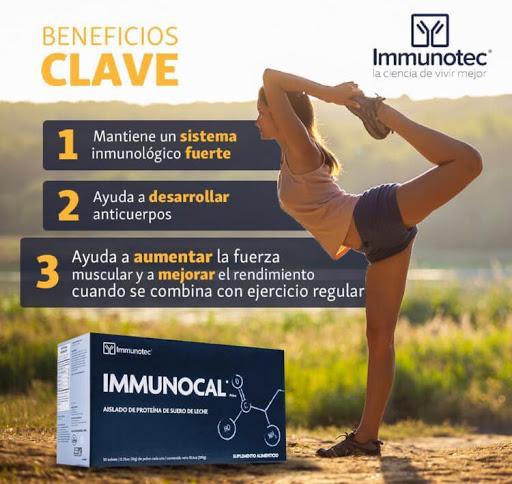 BENEFICIOS
CLAVE
Immunotec®
la ciencia de vivir mejor
1 Mantiene un sistema
inmunológico fuerte
2 Ayuda a desarrollar
anticuerpos
3 Ayuda a aumentar la fuerza
muscular y a mejorar el rendimiento
cuando se combina con ejercicio regular
Immunotec®
IMMUNOCAL®
AISLADO DE PROTEÍNA DE SUERO DE LECHE
HO
NH₂
SUPLEMENTO ALIMENTICIO